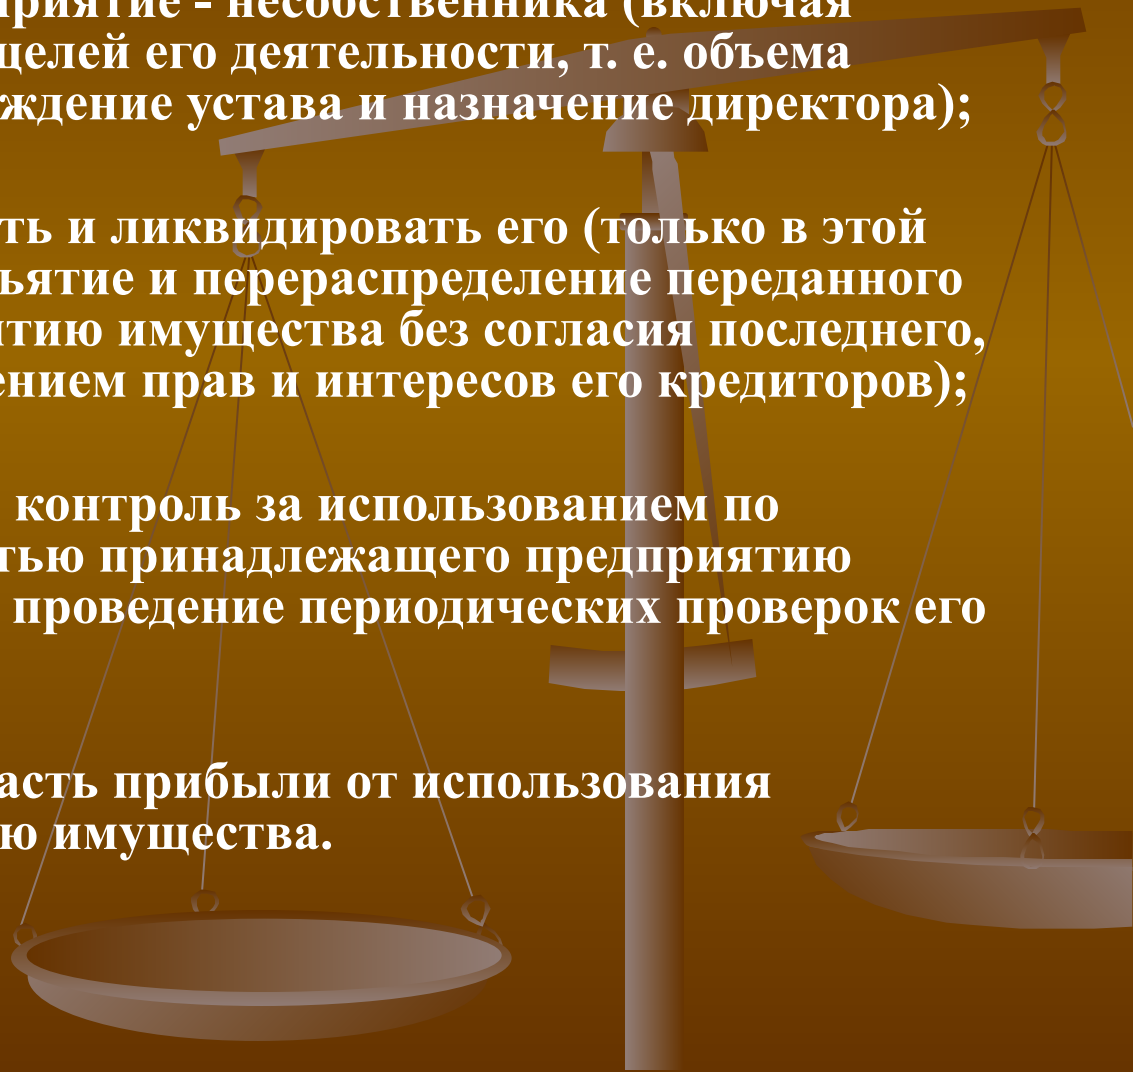 приятие - несобственника (включая
целей его деятельности, т. е. объема
ждение устава и назначение директора);
ть и ликвидировать его (только в этой
ъятие и перераспределение переданного
тию имущества без согласия последнего,
ением прав и интересов его кредиторов);
контроль за использованием по
тью принадлежащего предприятию
проведение периодических проверок его
асть прибыли от использования
ю имущества.